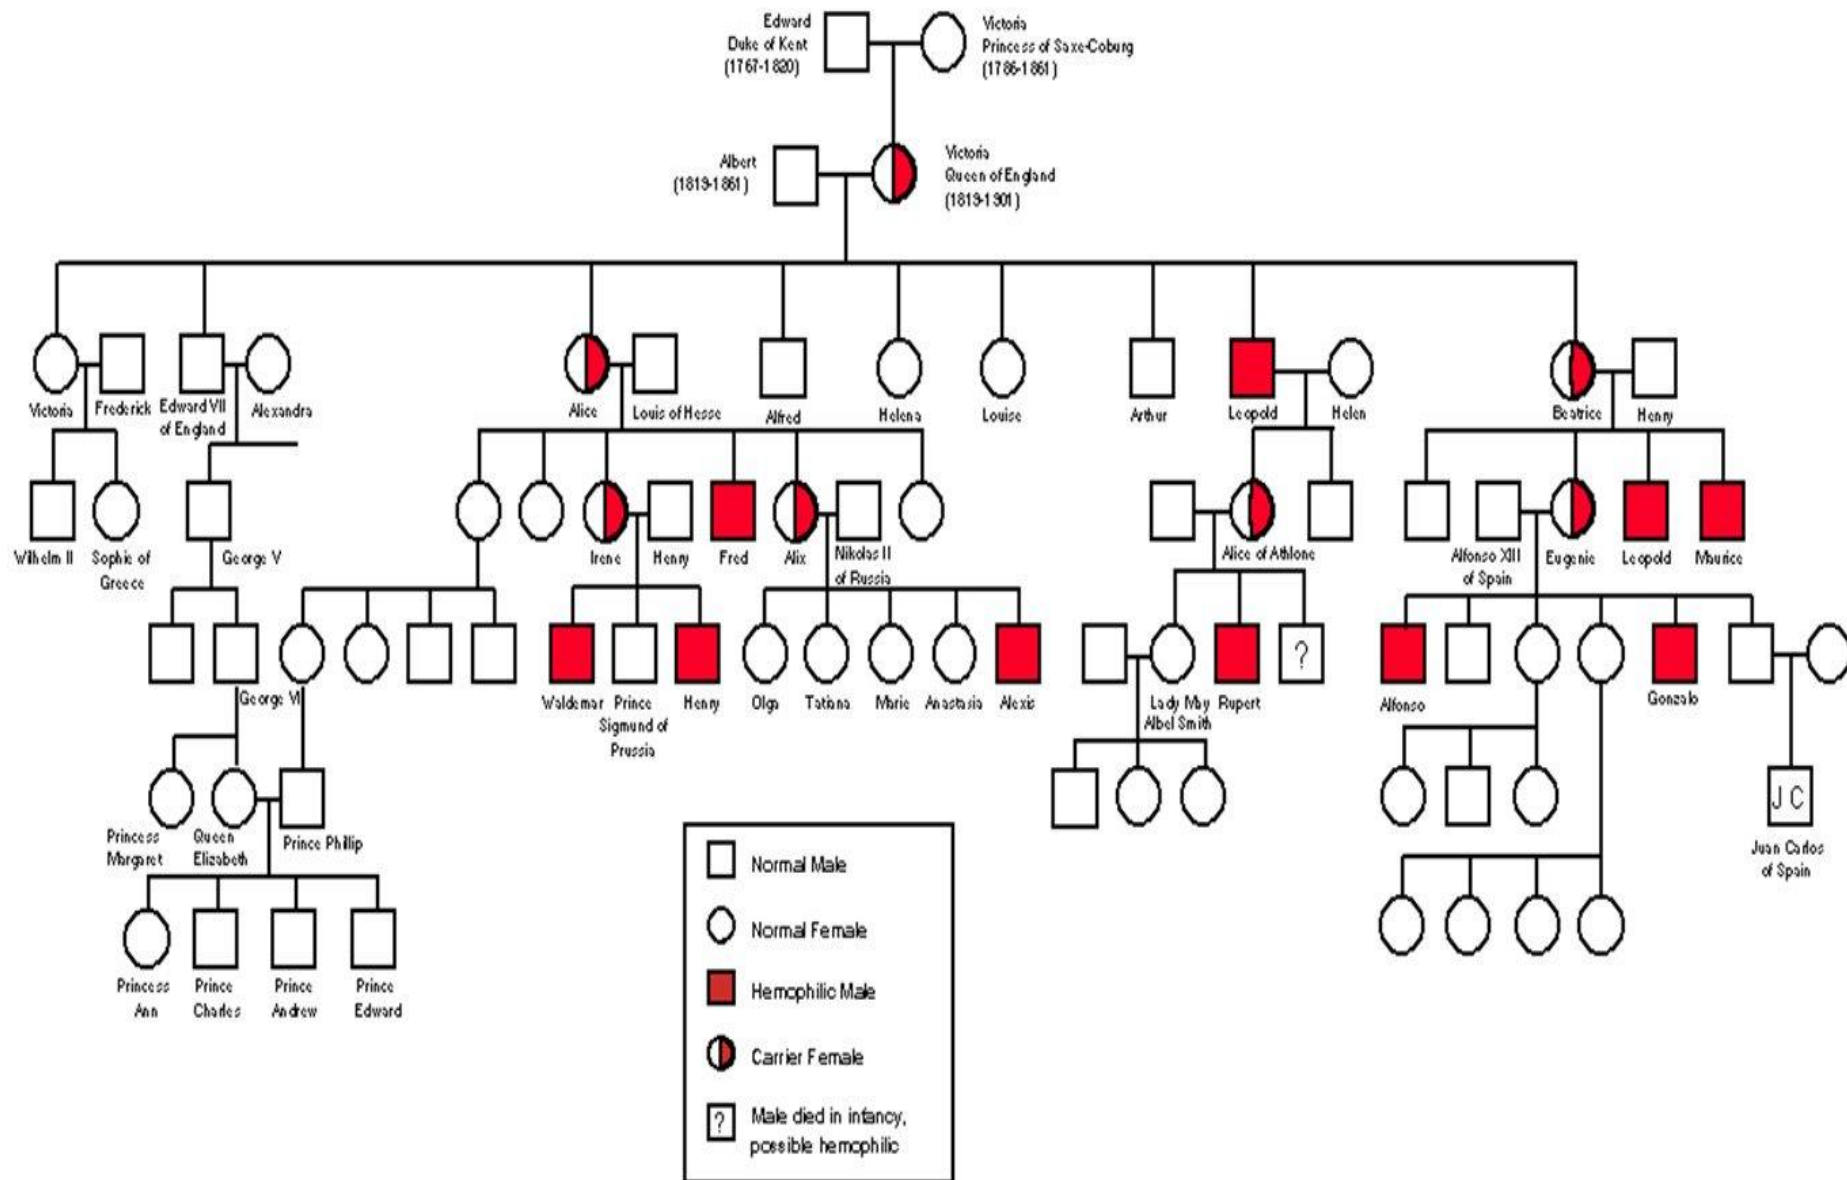 Edward
Duke of Kent
(1767-1820)
Victoria
Princess of Saxe-Coburg
(1786-1861)
Albert
(1819-1861)
Victoria
Queen of England
(1819-1901)
Victoria
Frederick
Edward VII
of England
Alexandra
Alice
Louis of Hesse
Alfred
Helena
Louise
Arthur
Leopold
Helen
Beatrice
Henry
Wilhelm II
Sophie of
Greece
George V
Irene
Henry
Fred
Alix
Nikolas II
of Russia
Alice of Athlone
Alfonso XIII
of Spain
Eugenie
Leopold
Maurice
George VI
Waldemar
Prince
Sigmund of
Prussia
Henry
Olga
Tatiana
Marie
Anastasia
Alexis
Lady May
Albel Smith
Rupert
?
Alfonso
Gonzalo
Princess
Margaret
Queen
Elizabeth
Prince Phillip
J C
Juan Carlos
of Spain
Princess
Ann
Prince
Charles
Prince
Andrew
Prince
Edward
Normal Male
Normal Female
Hemophilic Male
Carrier Female
?
Male died in infancy,
possible hemophilic